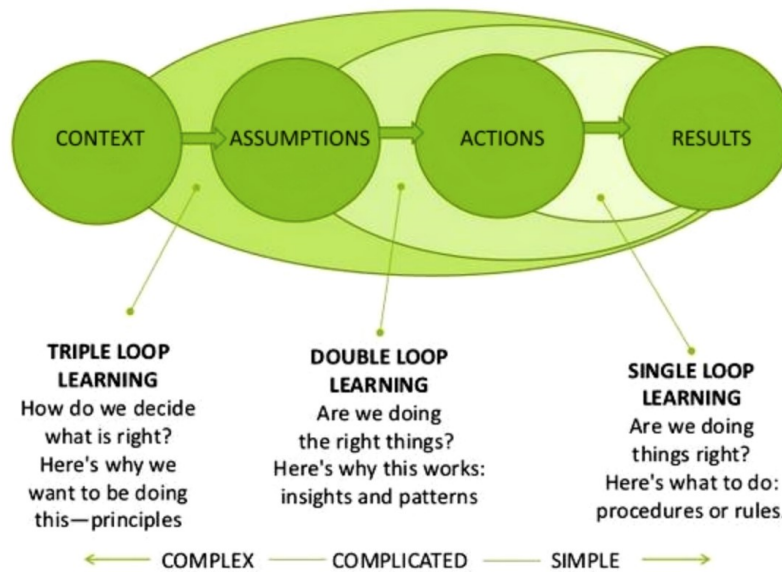 CONTEXT
ASSUMPTIONS
ACTIONS
RESULTS
TRIPLE LOOP
LEARNING
How do we decide
what is right?
Here's why we
want to be doing
this—principles
DOUBLE LOOP
LEARNING
Are we doing
the right things?
Here's why this works:
insights and patterns
SINGLE LOOP
LEARNING
Are we doing
things right?
Here's what to do:
procedures or rules
COMPLEX
COMPLICATED
SIMPLE